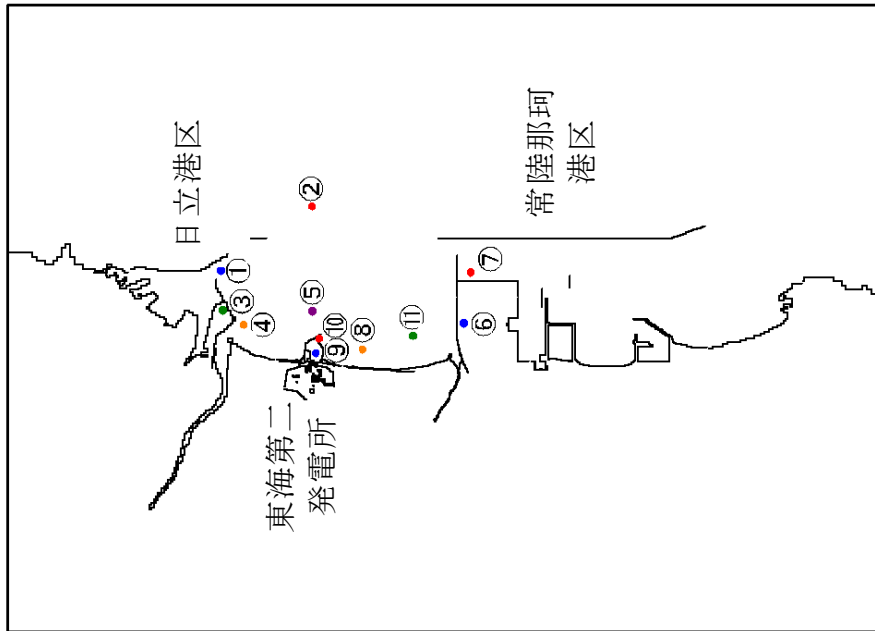 日立港区
常陸那珂
港区
東海第二
発電所
①
②
③
④
⑤
⑥
⑦
⑧
⑨
⑩
⑪